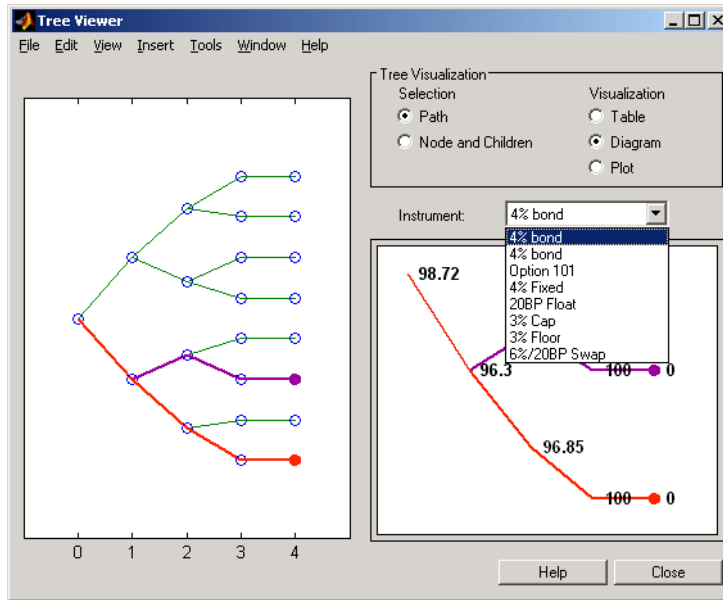 Tree Viewer
File Edit View Insert Tools Window Help
Tree Visualization
Selection Visualization
Path Table
Node and Children Diagram
Plot
Instrument: 4% bond
4% bond
4% bond
Option 101
4% Fixed
20BP Float
3% Cap
3% Floor
6%/20BP Swap
98.72
96.3 100 0
96.85
100 0
0 1 2 3 4
Help Close